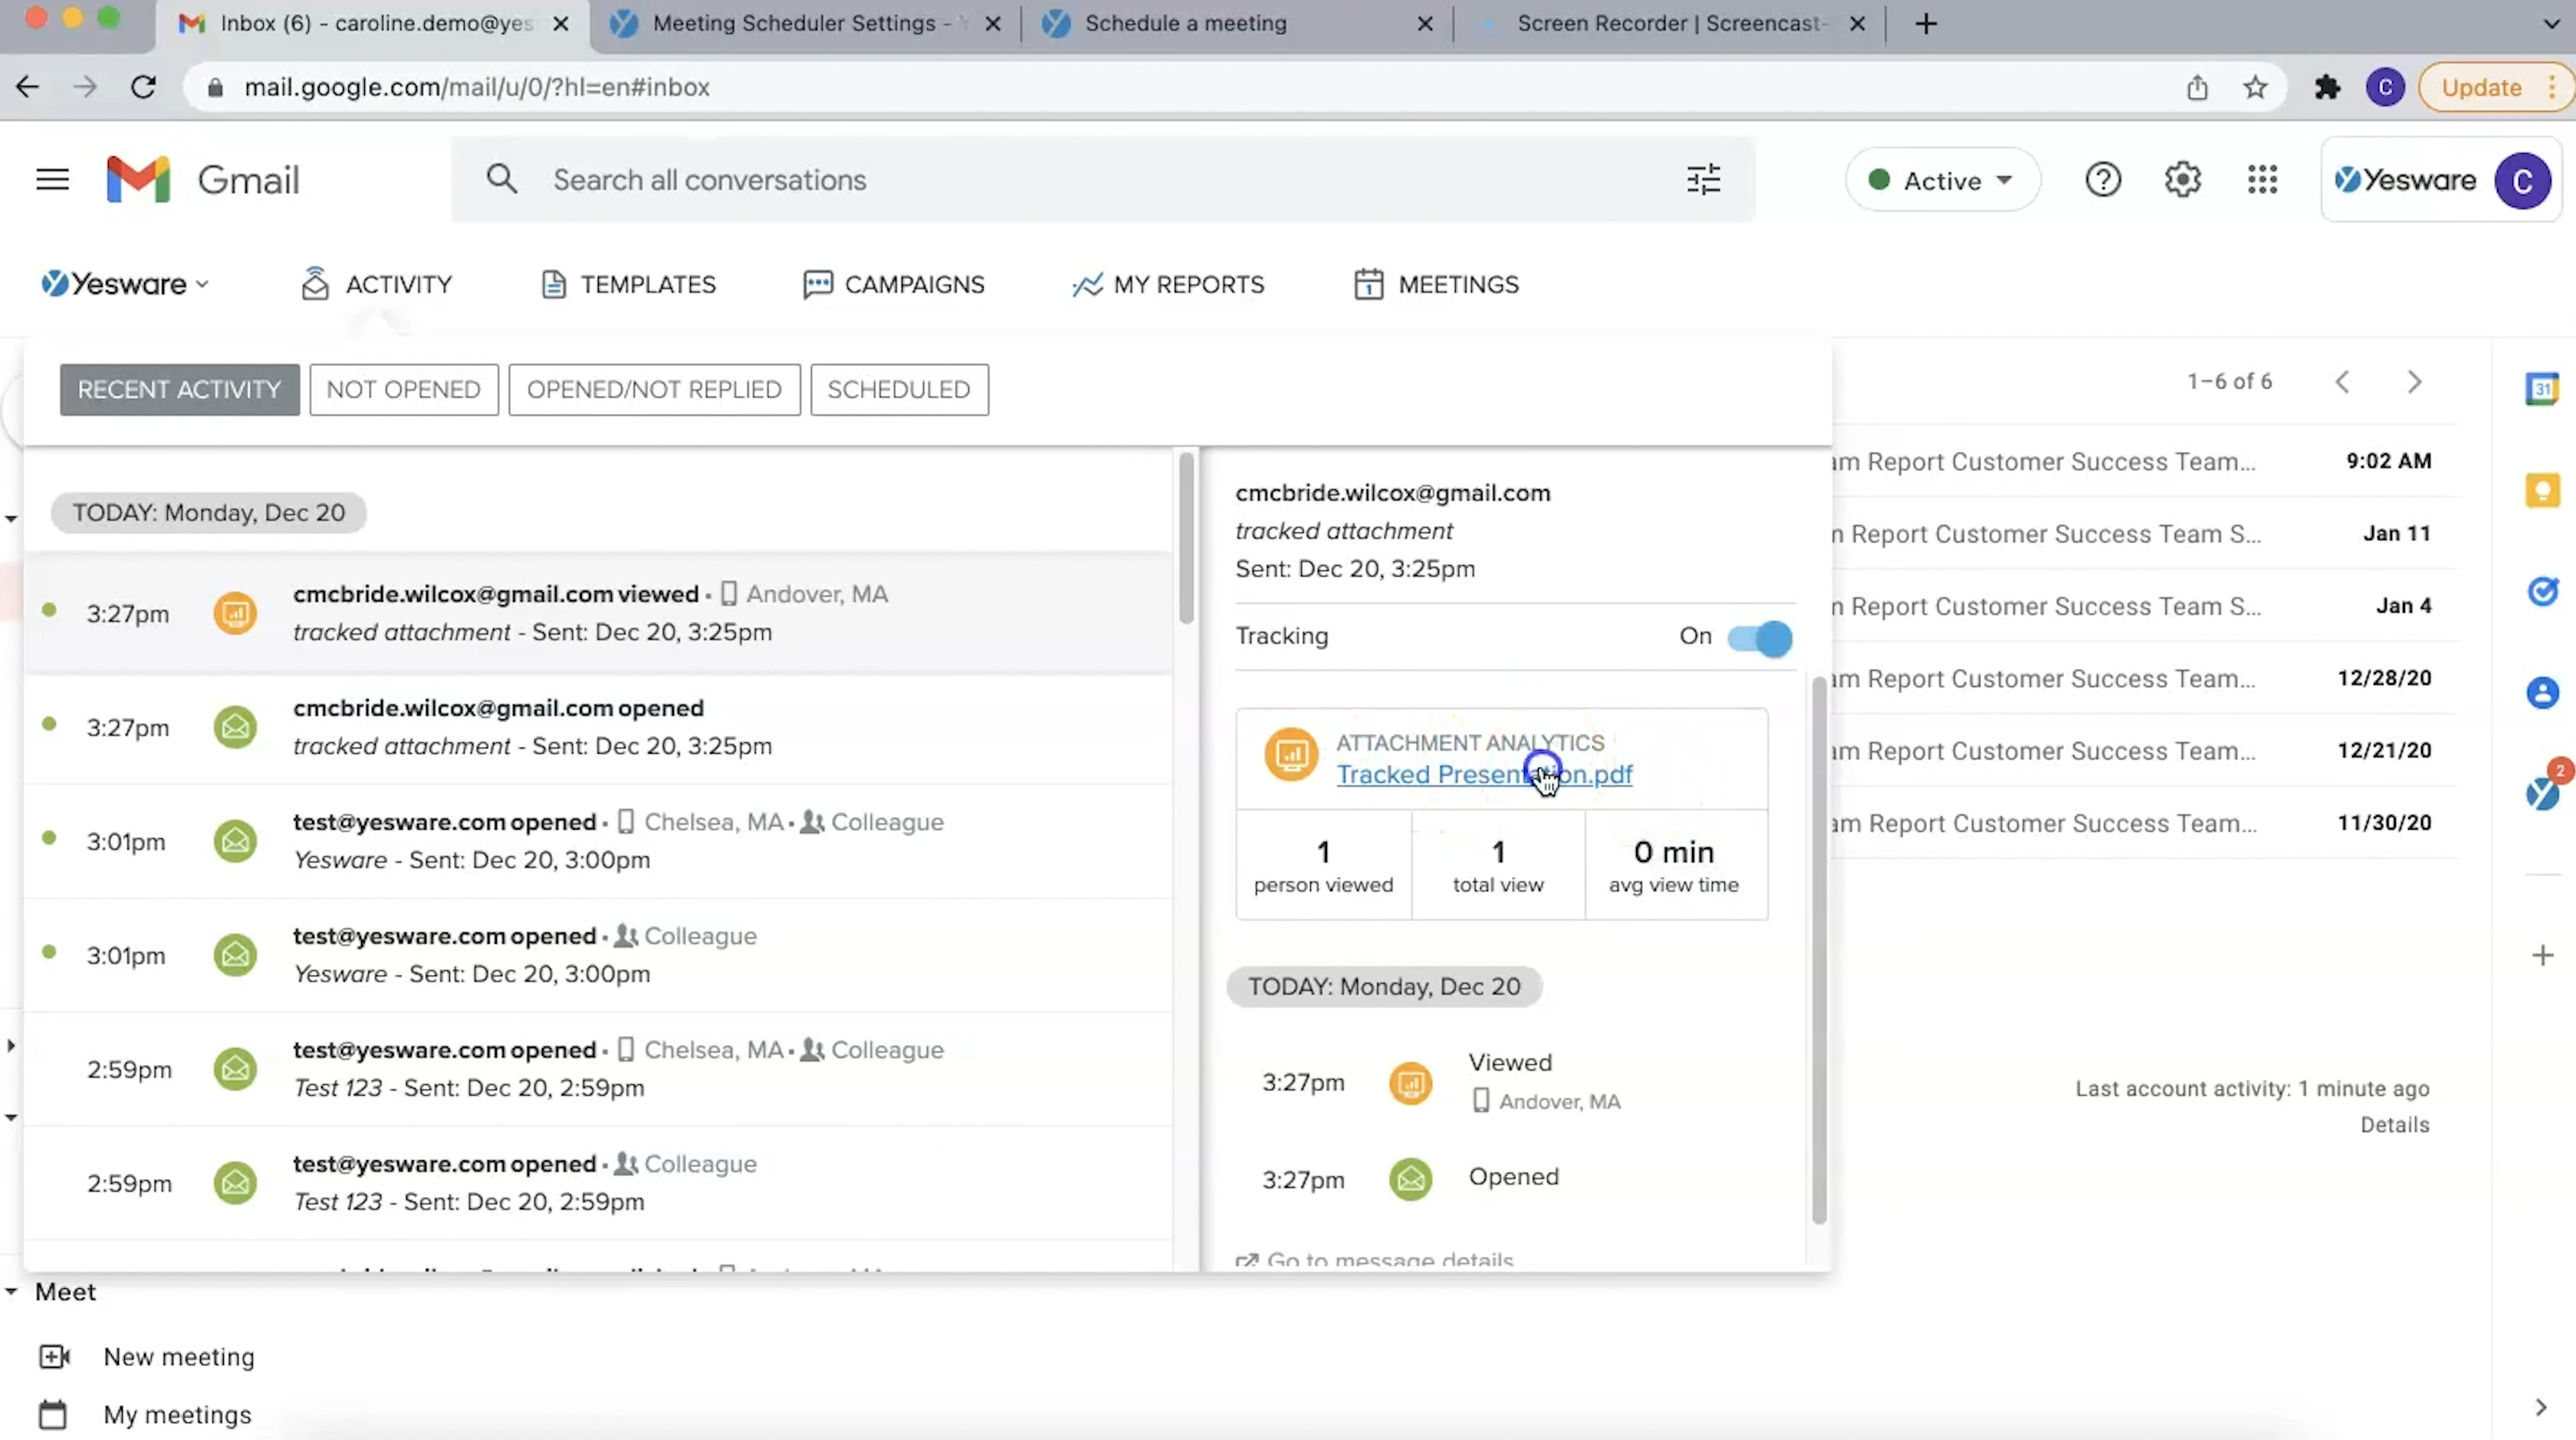 Inbox (6) - caroline.demo@yes
Meeting Scheduler Settings -
Schedule a meeting
Screen Recorder | Screencast-
mail.google.com/mail/u/0/?hl=en#inbox
C
Update
Gmail
Search all conversations
Active
Yesware
C
Yesware
ACTIVITY
TEMPLATES
CAMPAIGNS
MY REPORTS
1
MEETINGS
RECENT ACTIVITY
NOT OPENED
OPENED/NOT REPLIED
SCHEDULED
1–6 of 6
31
TODAY: Monday, Dec 20
3:27pm
cmcbride.wilcox@gmail.com viewed • Andover, MA
tracked attachment - Sent: Dec 20, 3:25pm
3:27pm
cmcbride.wilcox@gmail.com opened
tracked attachment - Sent: Dec 20, 3:25pm
3:01pm
test@yesware.com opened • Chelsea, MA • Colleague
Yesware - Sent: Dec 20, 3:00pm
3:01pm
test@yesware.com opened • Colleague
Yesware - Sent: Dec 20, 3:00pm
2:59pm
test@yesware.com opened • Chelsea, MA • Colleague
Test 123 - Sent: Dec 20, 2:59pm
2:59pm
test@yesware.com opened • Colleague
Test 123 - Sent: Dec 20, 2:59pm
cmcbride.wilcox@gmail.com
tracked attachment
Sent: Dec 20, 3:25pm
Tracking
On
ATTACHMENT ANALYTICS
Tracked Presentation.pdf
1
person viewed
1
total view
0 min
avg view time
TODAY: Monday, Dec 20
3:27pm
Viewed
Andover, MA
3:27pm
Opened
Go to message details
am Report Customer Success Team...
9:02 AM
n Report Customer Success Team S...
Jan 11
n Report Customer Success Team S...
Jan 4
am Report Customer Success Team...
12/28/20
am Report Customer Success Team...
12/21/20
am Report Customer Success Team...
11/30/20
2
Last account activity: 1 minute ago
Details
Meet
New meeting
My meetings